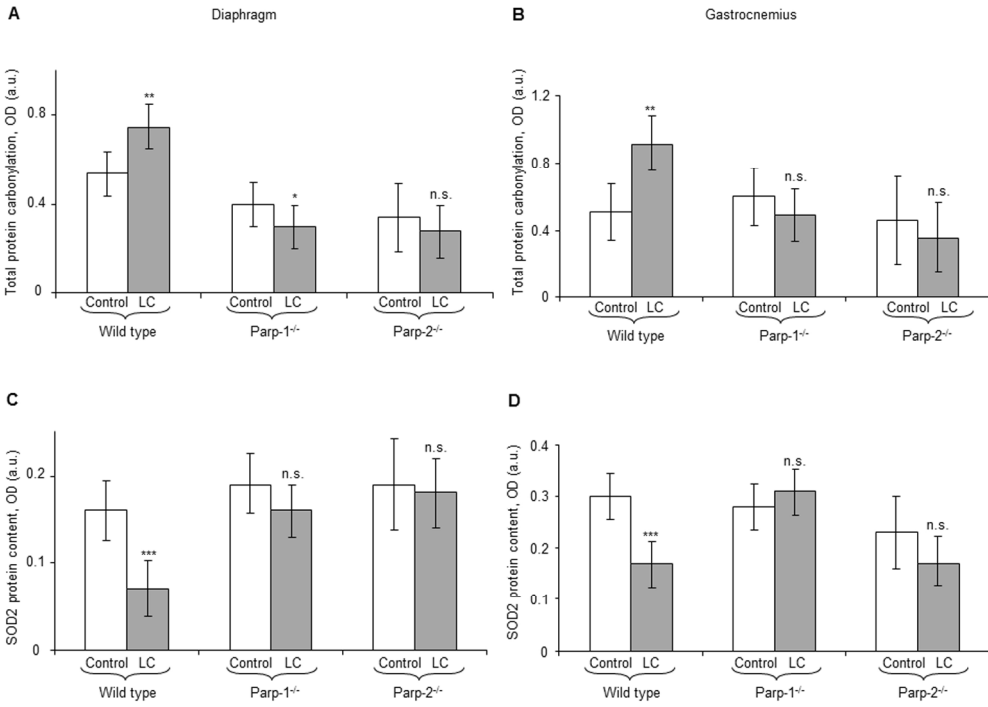 A
Diaphragm
Total protein carbonylation, OD (a.u.)
0.8
0.4
0
**
*
n.s.
Control LC Control LC Control LC
Wild type Parp-1-/- Parp-2-/-
B
Gastrocnemius
Total protein carbonylation, OD (a.u.)
1.2
0.8
0.4
0
**
n.s.
n.s.
Control LC Control LC Control LC
Wild type Parp-1-/- Parp-2-/-
C
SOD2 protein content, OD (a.u.)
0.2
0.1
0
***
n.s.
n.s.
Control LC Control LC Control LC
Wild type Parp-1-/- Parp-2-/-
D
SOD2 protein content, OD (a.u.)
0.4
0.3
0.2
0.1
0
***
n.s.
n.s.
Control LC Control LC Control LC
Wild type Parp-1-/- Parp-2-/-